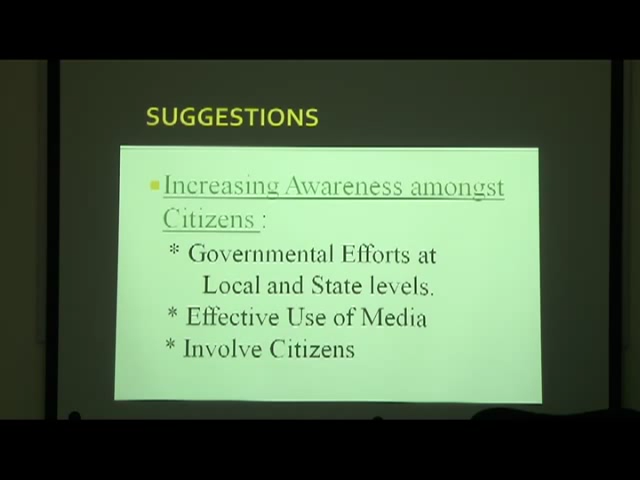 SUGGESTIONS
Increasing Awareness amongst
Citizens :
* Governmental Efforts at
Local and State levels.
* Effective Use of Media
* Involve Citizens